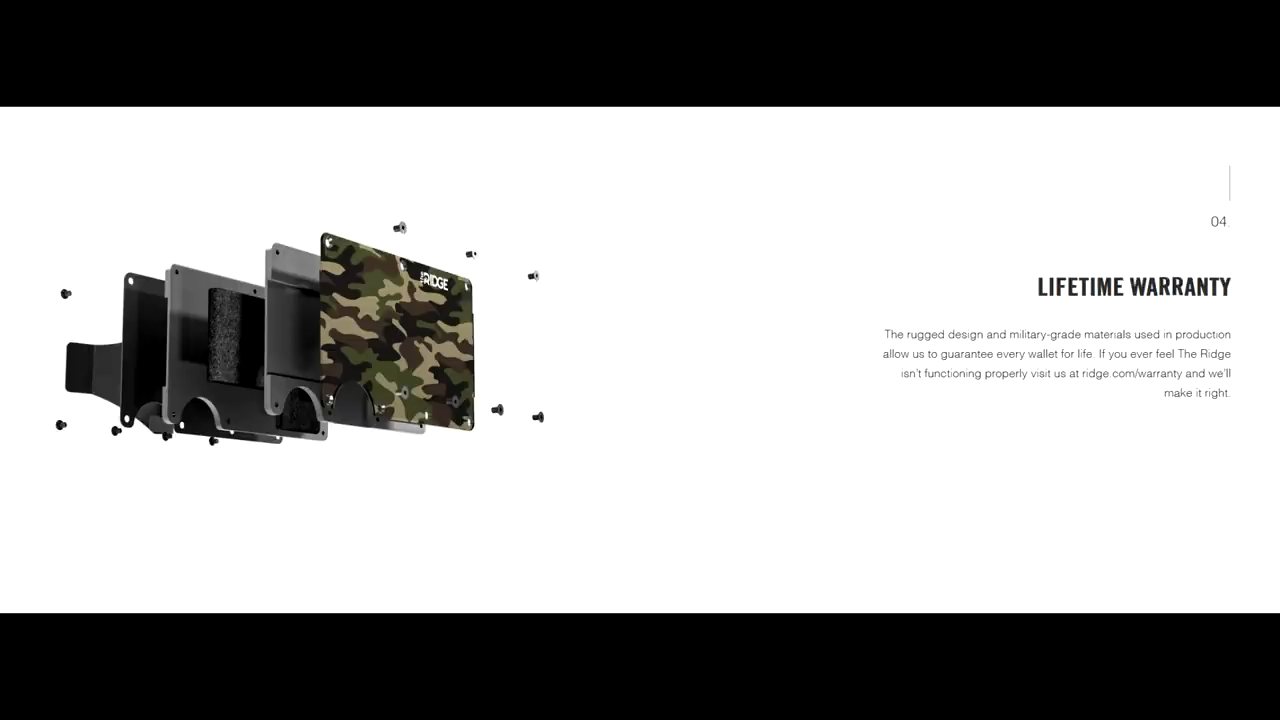 THE RIDGE
04.
LIFETIME WARRANTY
The rugged design and military-grade materials used in production
allow us to guarantee every wallet for life. If you ever feel The Ridge
isn't functioning properly visit us at ridge.com/warranty and we'll
make it right.